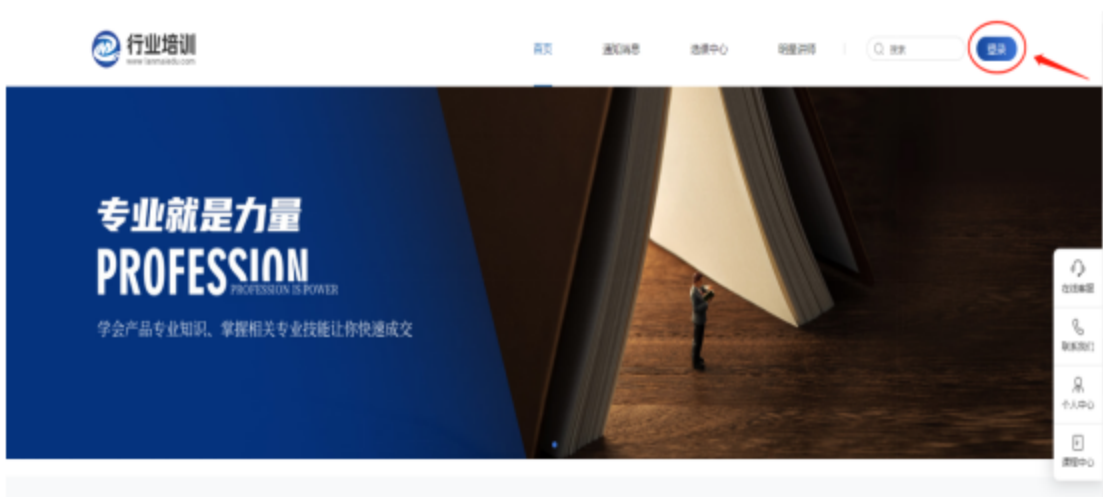 行业培训
www.lanmaiedu.com
首页
通知消息
选课中心
明星讲师
搜索
登录
专业就是力量
PROFESSION
PROFESSION IS POWER
学会产品专业知识、掌握相关专业技能让你快速成交
在线客服
联系我们
个人中心
课程中心